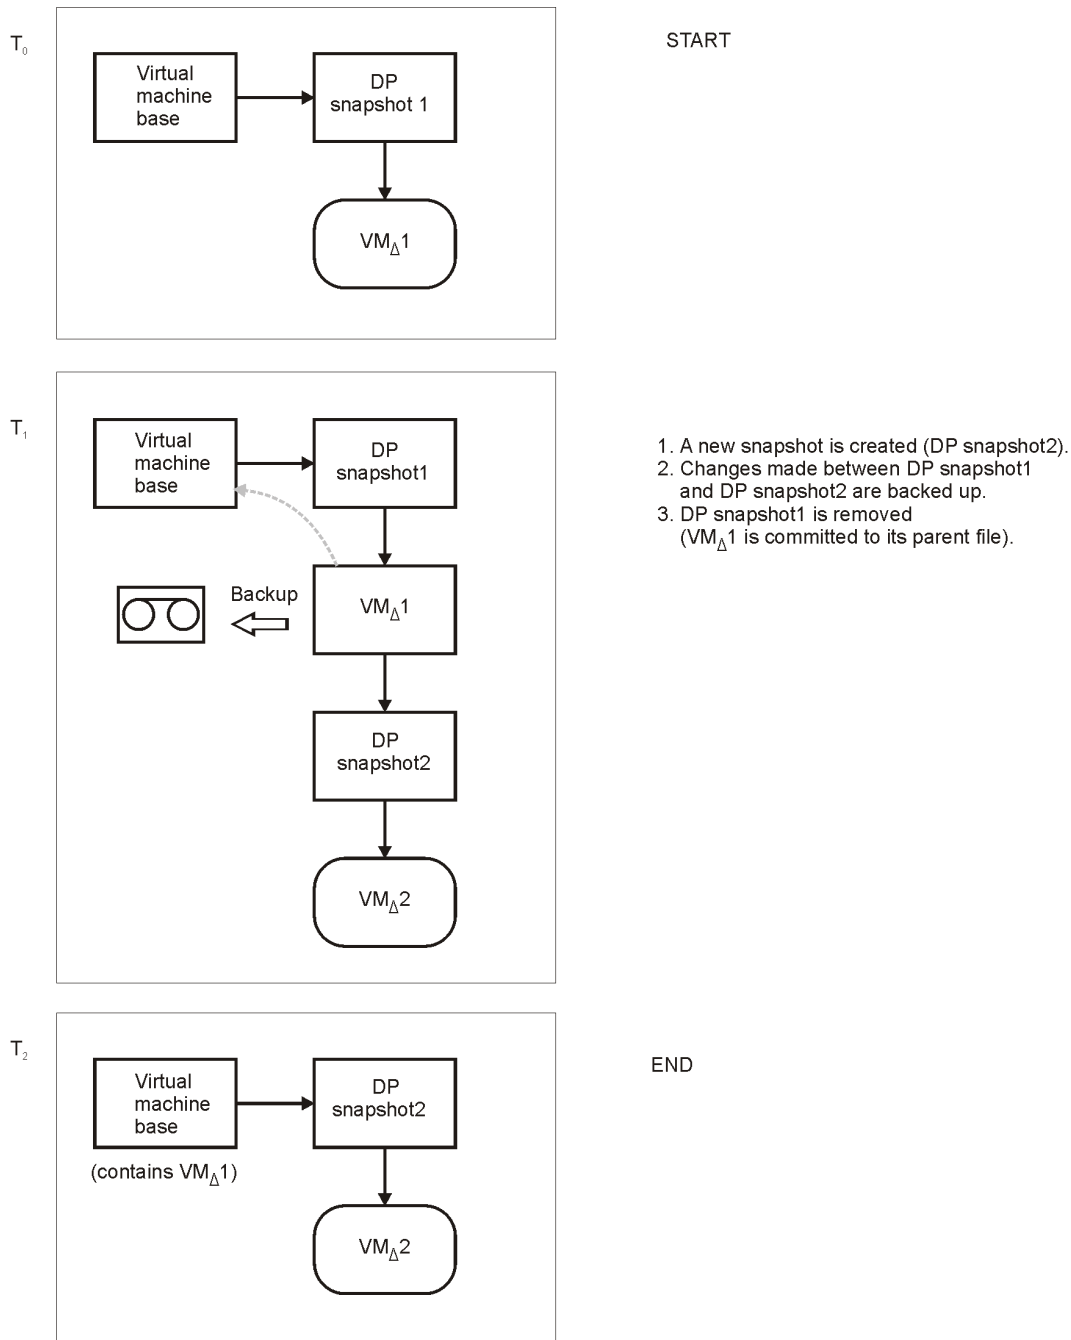 T₀
START
Virtual
machine
base
DP
snapshot 1
VMΔ1
T₁
1. A new snapshot is created (DP snapshot2).
2. Changes made between DP snapshot1
and DP snapshot2 are backed up.
3. DP snapshot1 is removed
(VMΔ1 is committed to its parent file).
Virtual
machine
base
DP
snapshot1
VMΔ1
Backup
DP
snapshot2
VMΔ2
T₂
END
Virtual
machine
base
(contains VMΔ1)
DP
snapshot2
VMΔ2